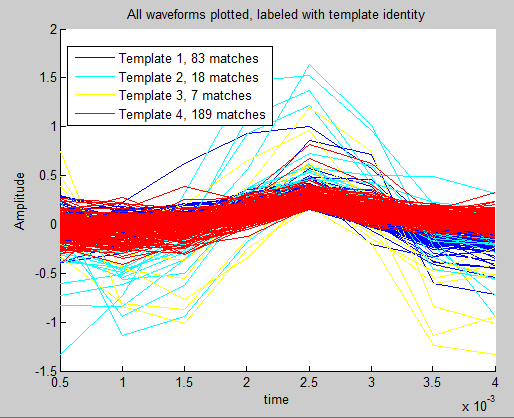 All waveforms plotted, labeled with template identity
2
1.5
1
0.5
0
-0.5
-1
-1.5
Amplitude
Template 1, 83 matches
Template 2, 18 matches
Template 3, 7 matches
Template 4, 189 matches
0.5 1 1.5 2 2.5 3 3.5 4
time
x 10⁻³